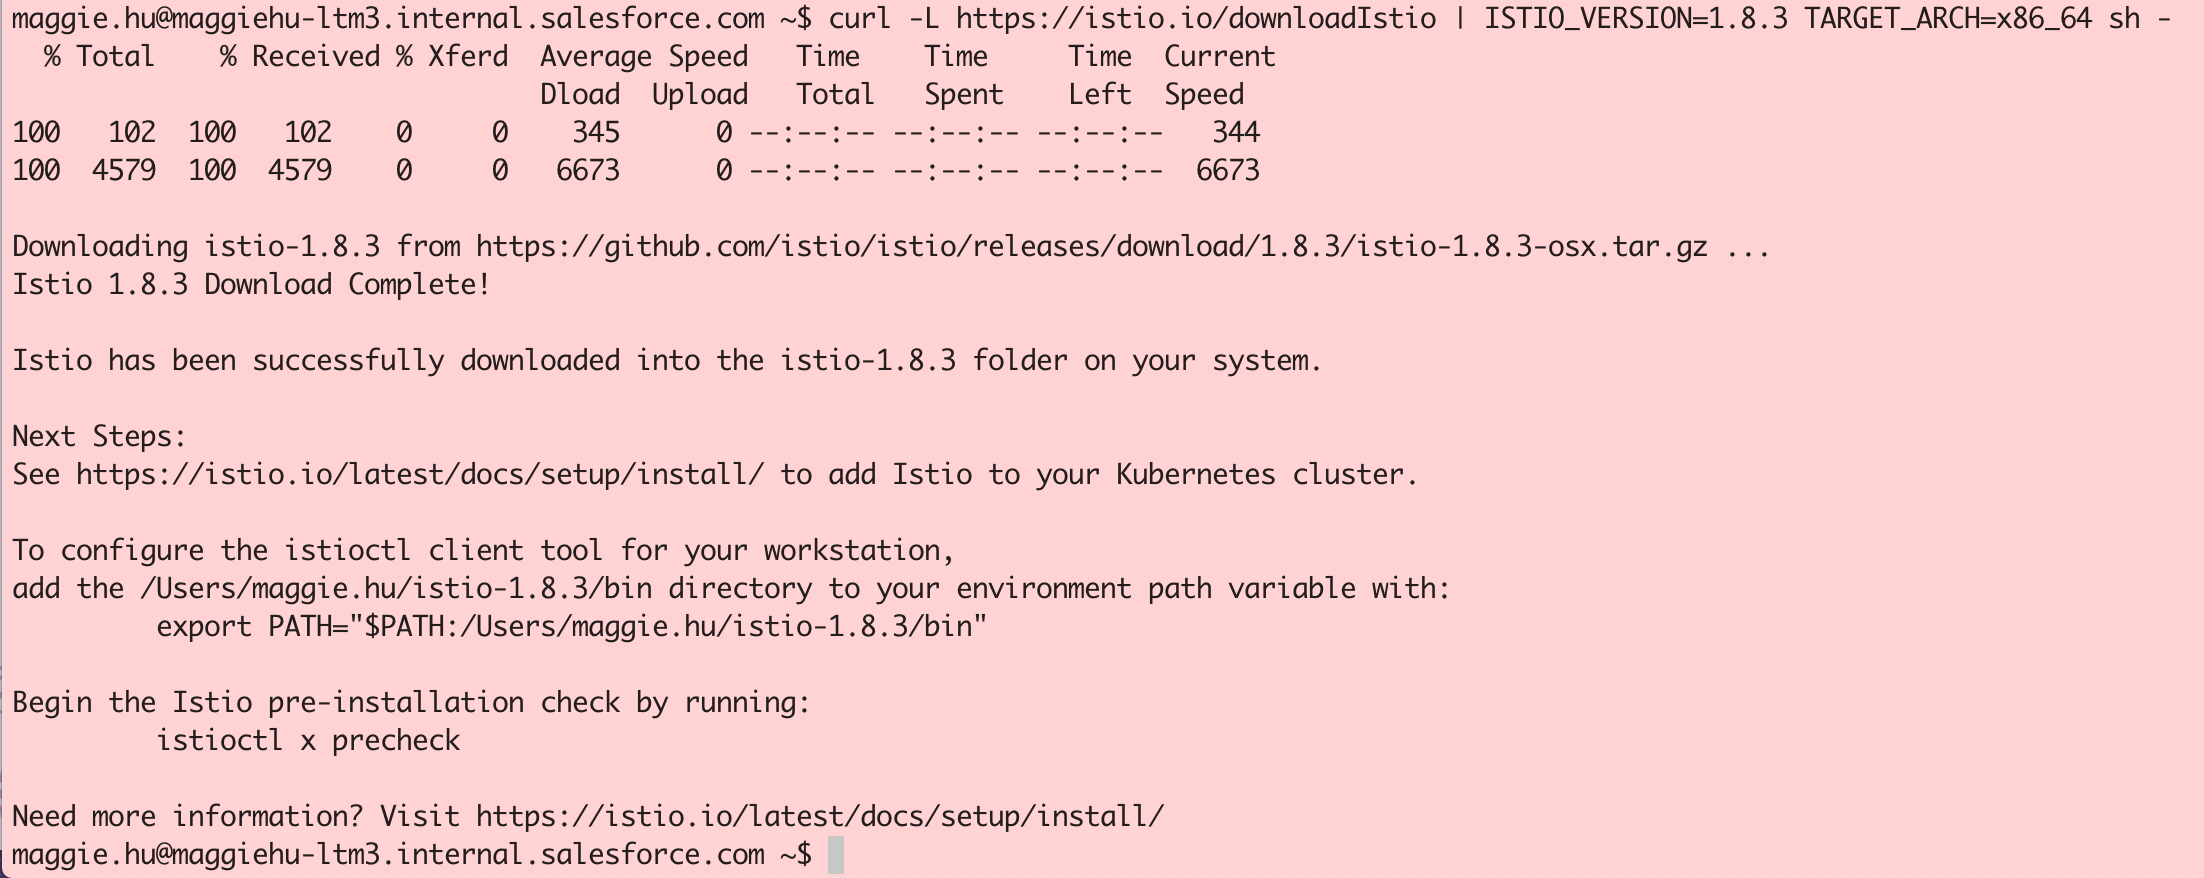 maggie.hu@maggiehu-ltm3.internal.salesforce.com ~$ curl -L https://istio.io/downloadIstio | ISTIO_VERSION=1.8.3 TARGET_ARCH=x86_64 sh -
  % Total    % Received % Xferd  Average Speed   Time    Time     Time  Current
                                 Dload  Upload   Total   Spent    Left  Speed
100   102  100   102    0     0    345      0 --:--:-- --:--:-- --:--:--   344
100  4579  100  4579    0     0   6673      0 --:--:-- --:--:-- --:--:--  6673
Downloading istio-1.8.3 from https://github.com/istio/istio/releases/download/1.8.3/istio-1.8.3-osx.tar.gz ...
Istio 1.8.3 Download Complete!
Istio has been successfully downloaded into the istio-1.8.3 folder on your system.
Next Steps:
See https://istio.io/latest/docs/setup/install/ to add Istio to your Kubernetes cluster.
To configure the istioctl client tool for your workstation,
add the /Users/maggie.hu/istio-1.8.3/bin directory to your environment path variable with:
         export PATH="$PATH:/Users/maggie.hu/istio-1.8.3/bin"
Begin the Istio pre-installation check by running:
         istioctl x precheck
Need more information? Visit https://istio.io/latest/docs/setup/install/
maggie.hu@maggiehu-ltm3.internal.salesforce.com ~$